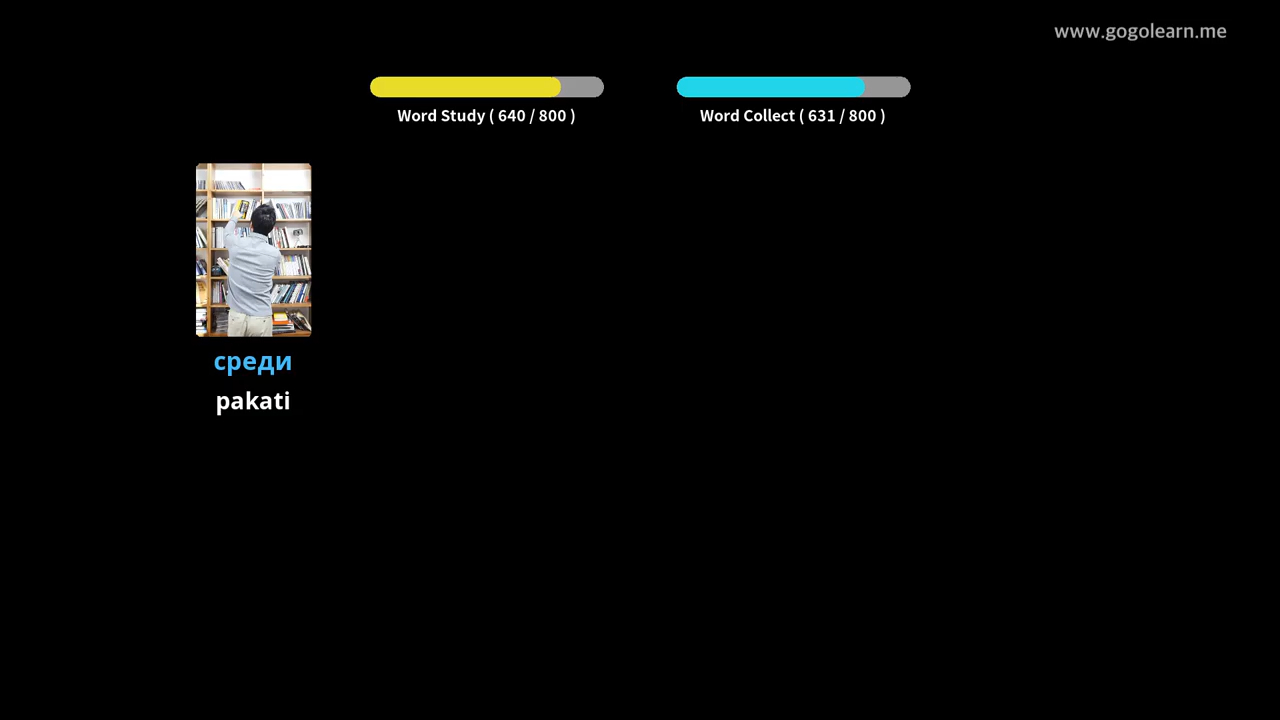 www.gogolearn.me
Word Study ( 640 / 800 )
Word Collect ( 631 / 800 )
среди
pakati